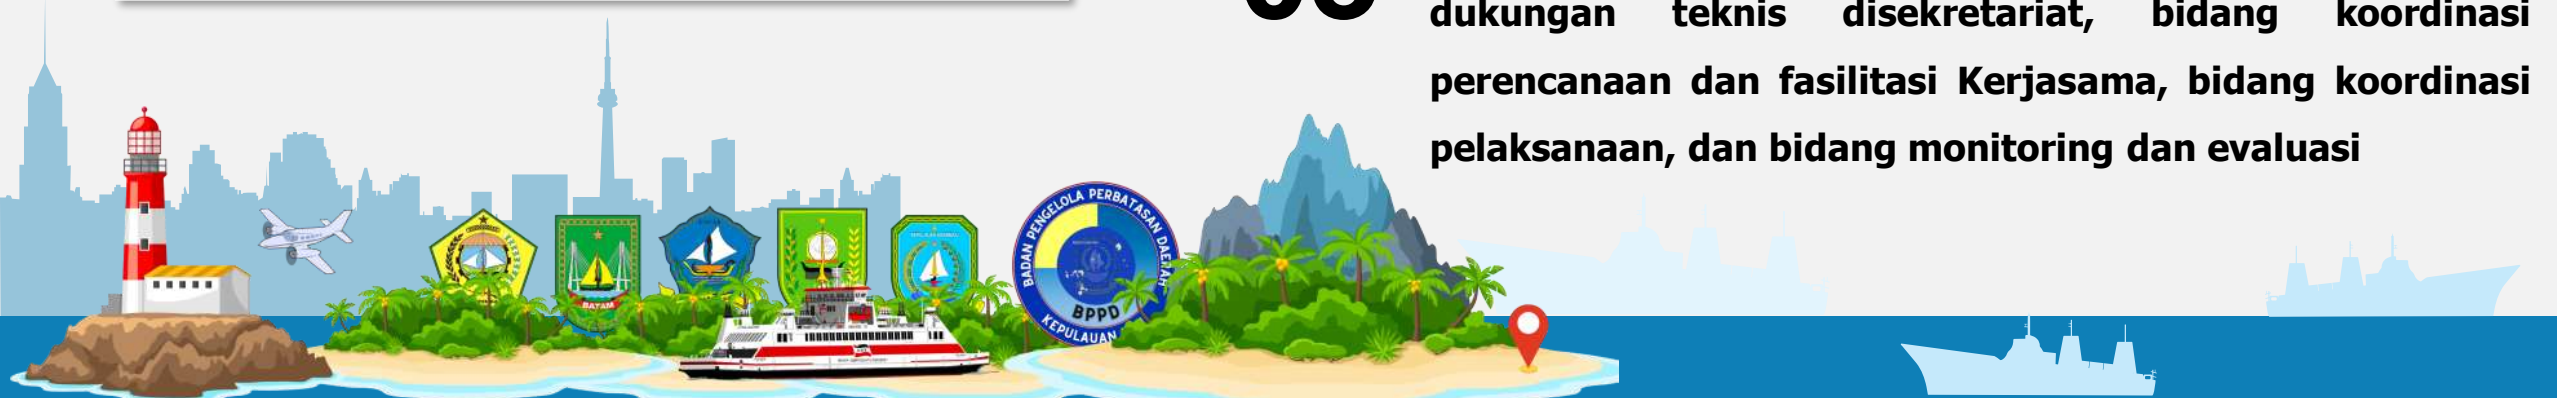 dukungan teknis disekretariat, bidang koordinasi
perencanaan dan fasilitasi Kerjasama, bidang koordinasi
pelaksanaan, dan bidang monitoring dan evaluasi
BADAN PENGELOLA PERBATASAN DAERAH
BPPD
KEPULAUAN
BATAM